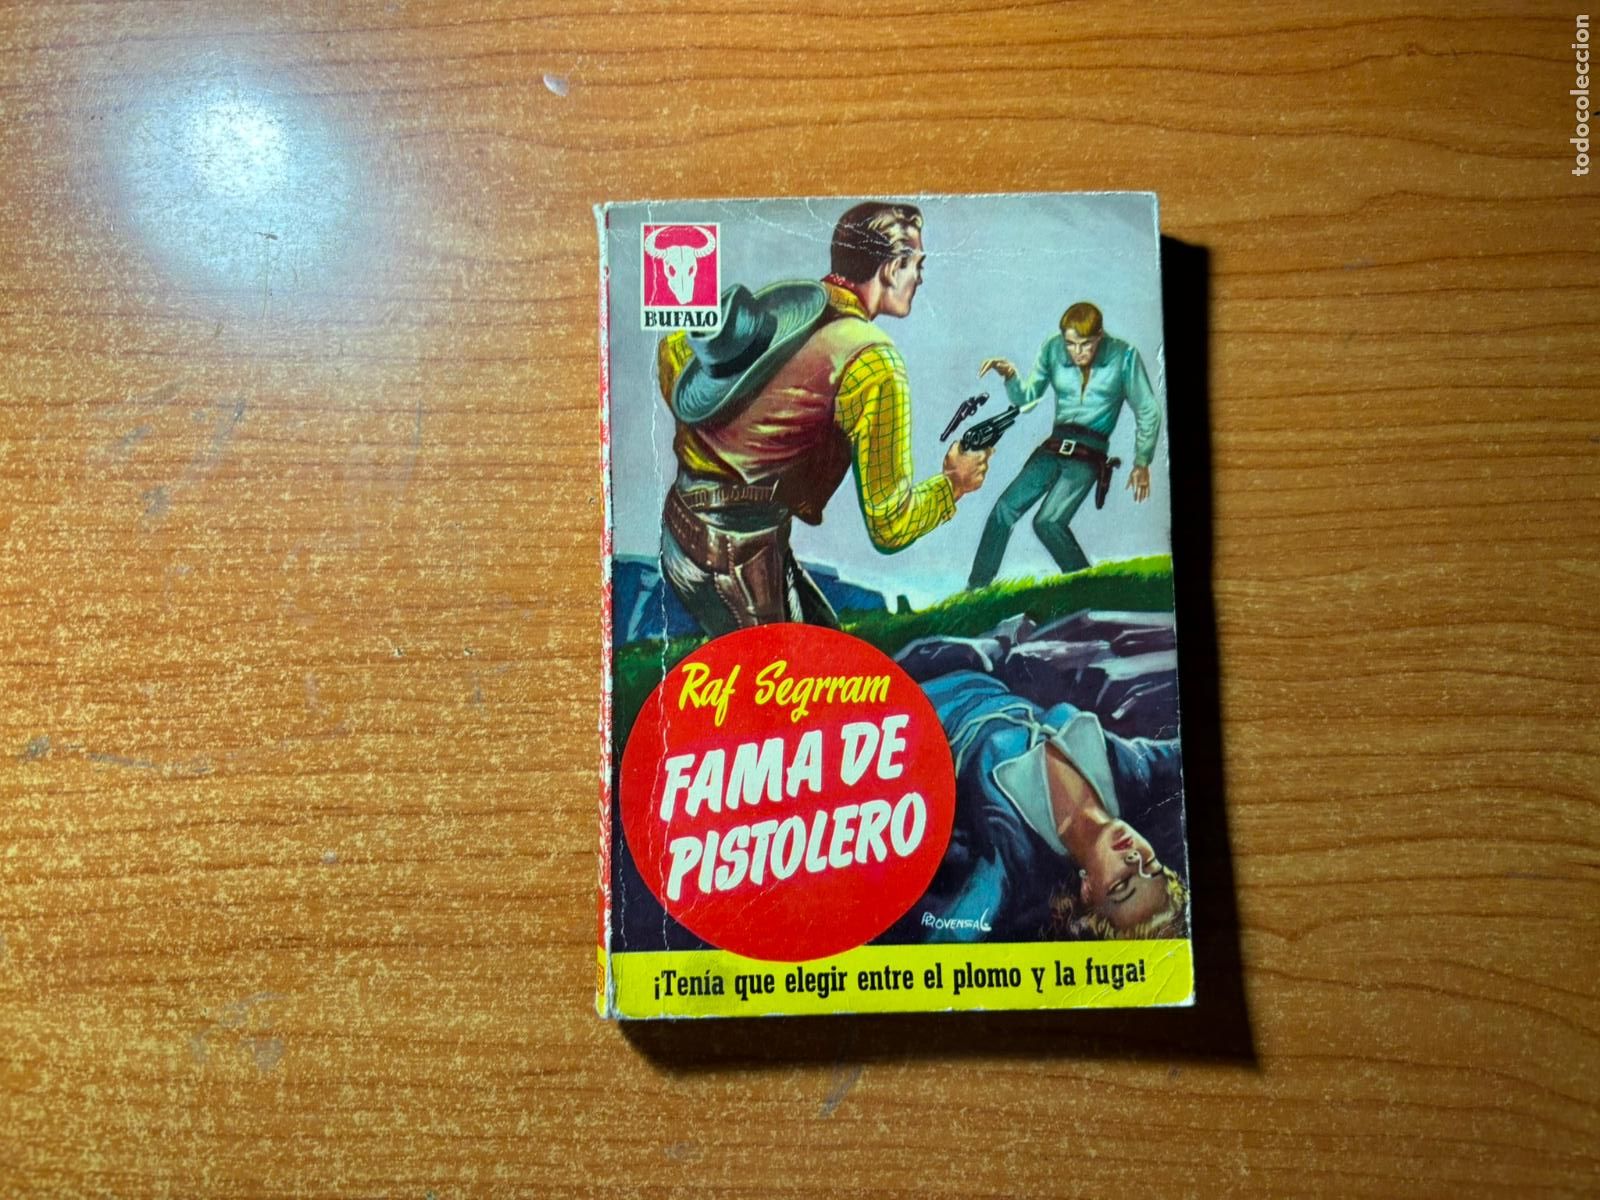 todocoleccion
BUFALO
Raf Segrram
FAMA DE
PISTOLERO
PROVENSAL
¡Tenía que elegir entre el plomo y la fuga!